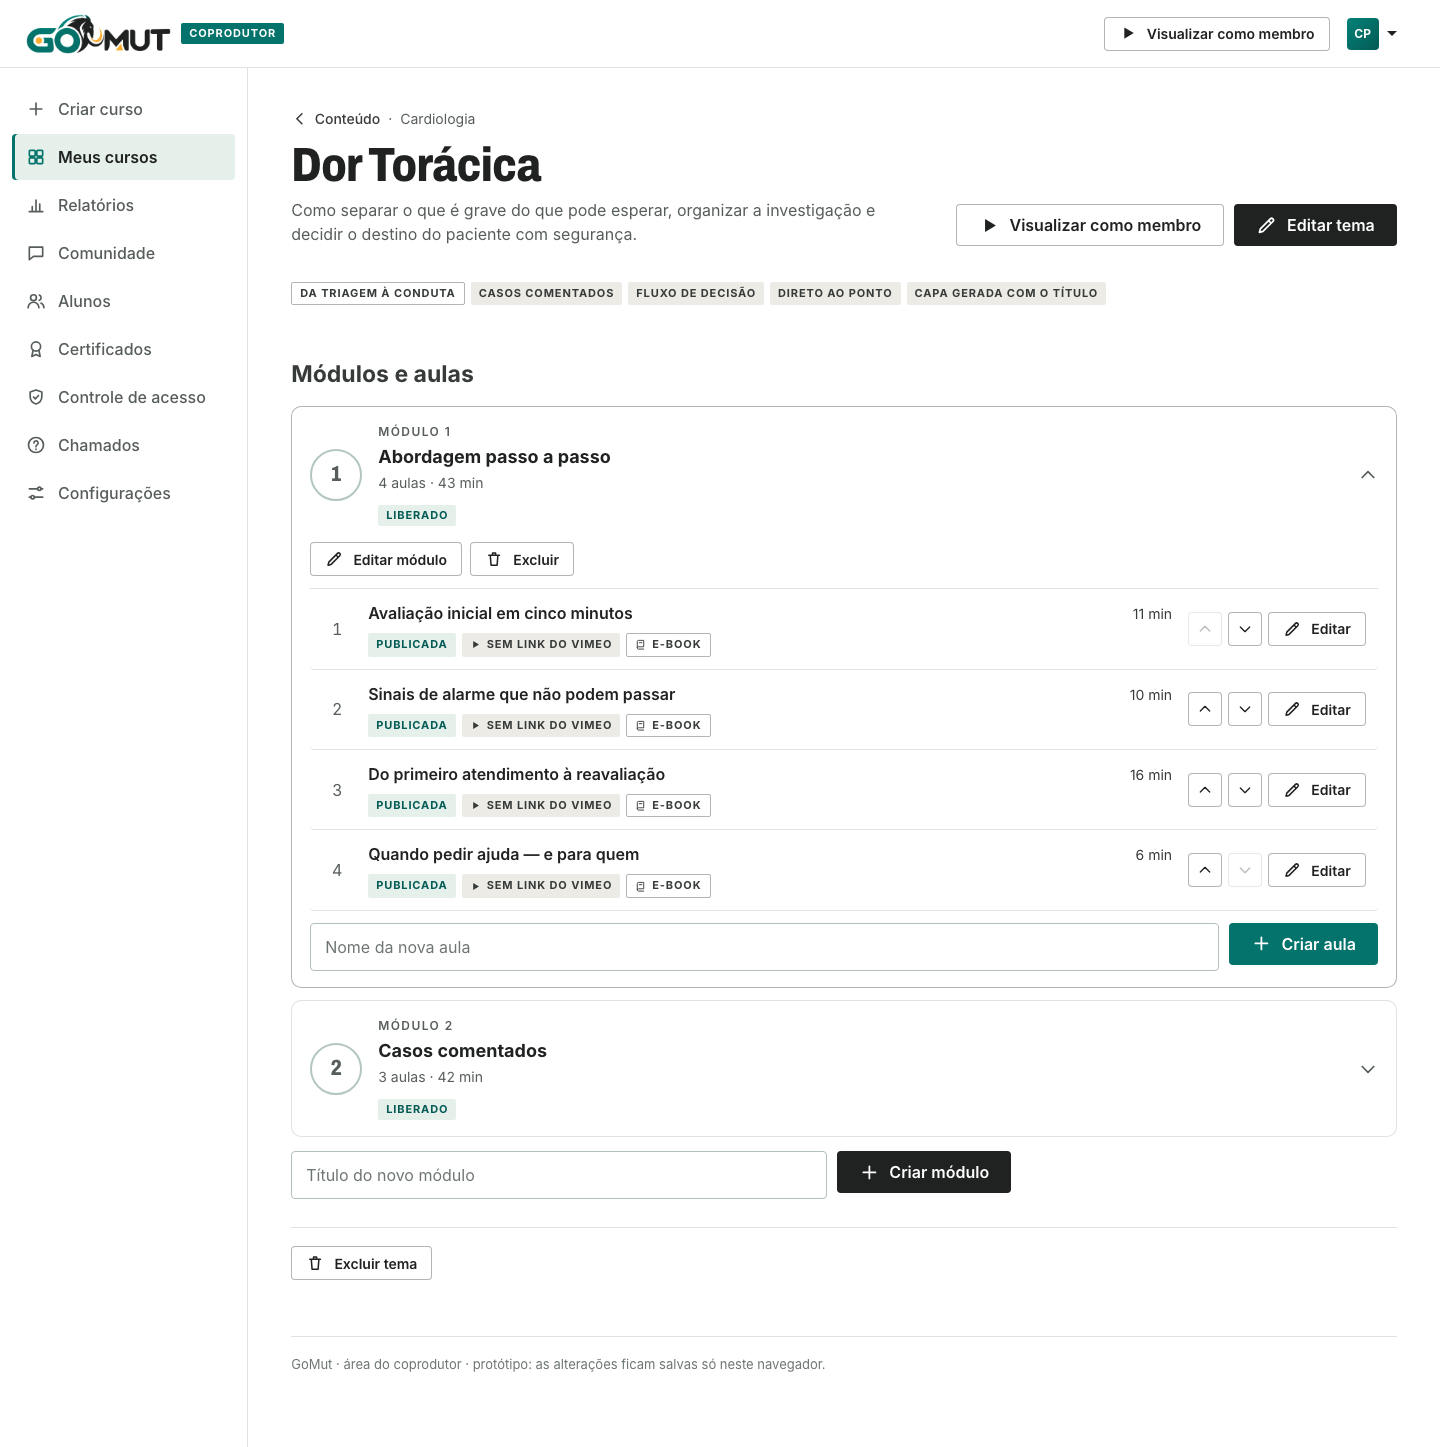 GOMUT COPRODUTOR
Visualizar como membro
CP
Criar curso
Meus cursos
Relatórios
Comunidade
Alunos
Certificados
Controle de acesso
Chamados
Configurações
Conteúdo · Cardiologia
Dor Torácica
Como separar o que é grave do que pode esperar, organizar a investigação e
decidir o destino do paciente com segurança.
Visualizar como membro
Editar tema
DA TRIAGEM À CONDUTA CASOS COMENTADOS FLUXO DE DECISÃO DIRETO AO PONTO CAPA GERADA COM O TÍTULO
Módulos e aulas
MÓDULO 1
1
Abordagem passo a passo
4 aulas · 43 min
LIBERADO
Editar módulo Excluir
1
Avaliação inicial em cinco minutos
PUBLICADA SEM LINK DO VIMEO E-BOOK
11 min
Editar
2
Sinais de alarme que não podem passar
PUBLICADA SEM LINK DO VIMEO E-BOOK
10 min
Editar
3
Do primeiro atendimento à reavaliação
PUBLICADA SEM LINK DO VIMEO E-BOOK
16 min
Editar
4
Quando pedir ajuda — e para quem
PUBLICADA SEM LINK DO VIMEO E-BOOK
6 min
Editar
Nome da nova aula
Criar aula
MÓDULO 2
2
Casos comentados
3 aulas · 42 min
LIBERADO
Título do novo módulo
Criar módulo
Excluir tema
GoMut · área do coprodutor · protótipo: as alterações ficam salvas só neste navegador.